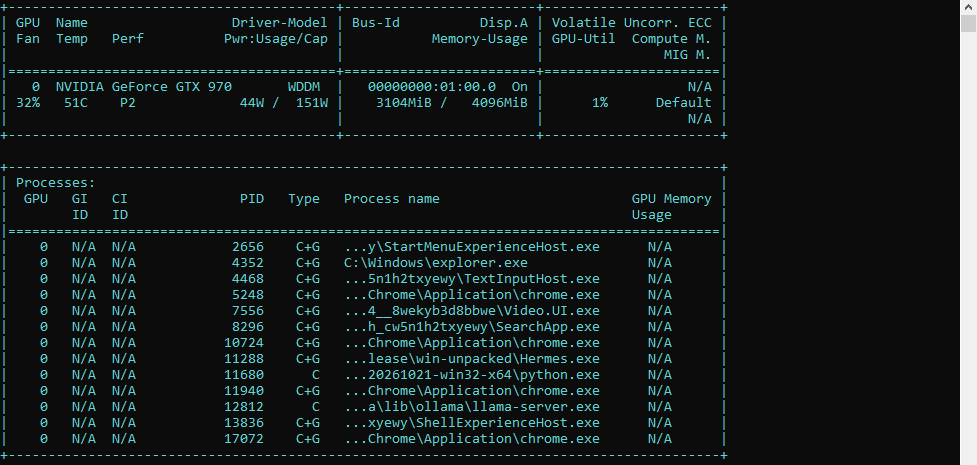 GPU Name Driver-Model Bus-Id Disp.A Volatile Uncorr. ECC
Fan Temp Perf Pwr:Usage/Cap Memory-Usage GPU-Util Compute M.
MIG M.
0 NVIDIA GeForce GTX 970 WDDM 00000000:01:00.0 On N/A
32% 51C P2 44W / 151W 3104MiB / 4096MiB 1% Default
N/A
Processes:
GPU GI CI PID Type Process name GPU Memory
ID ID Usage
0 N/A N/A 2656 C+G ...y\StartMenuExperienceHost.exe N/A
0 N/A N/A 4352 C+G C:\Windows\explorer.exe N/A
0 N/A N/A 4468 C+G ...5n1h2txyewy\TextInputHost.exe N/A
0 N/A N/A 5248 C+G ...Chrome\Application\chrome.exe N/A
0 N/A N/A 7556 C+G ...4__8wekyb3d8bbwe\Video.UI.exe N/A
0 N/A N/A 8296 C+G ...h_cw5n1h2txyewy\SearchApp.exe N/A
0 N/A N/A 10724 C+G ...Chrome\Application\chrome.exe N/A
0 N/A N/A 11288 C+G ...lease\win-unpacked\Hermes.exe N/A
0 N/A N/A 11680 C ...20261021-win32-x64\python.exe N/A
0 N/A N/A 11940 C+G ...Chrome\Application\chrome.exe N/A
0 N/A N/A 12812 C ...a\lib\ollama\llama-server.exe N/A
0 N/A N/A 13836 C+G ...xyewy\ShellExperienceHost.exe N/A
0 N/A N/A 17072 C+G ...Chrome\Application\chrome.exe N/A